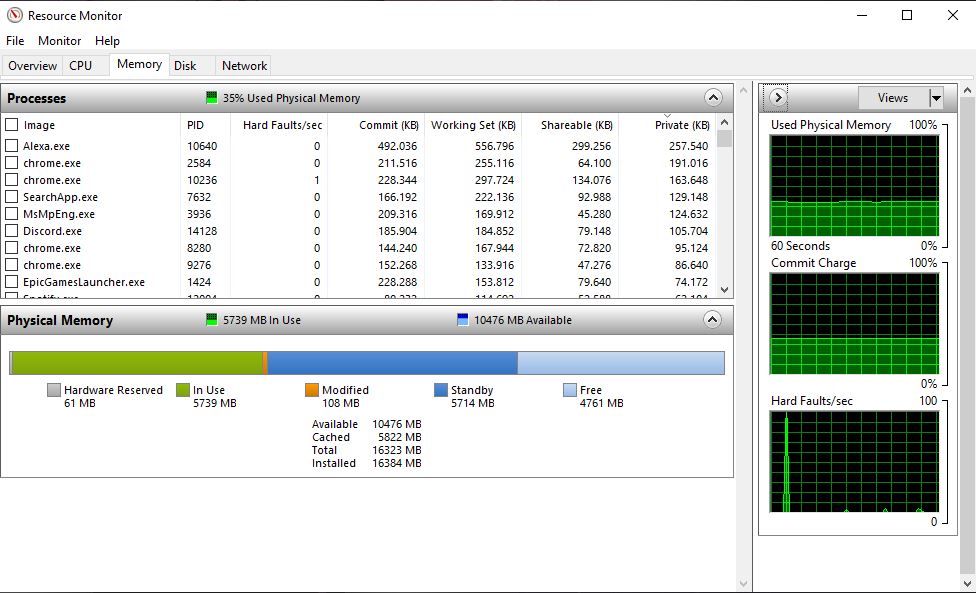 Resource Monitor
File Monitor Help
Overview CPU Memory Disk Network
Processes 35% Used Physical Memory
Image PID Hard Faults/sec Commit (KB) Working Set (KB) Shareable (KB) Private (KB)
Alexa.exe 10640 0 492.036 556.796 299.256 257.540
chrome.exe 2584 0 211.516 255.116 64.100 191.016
chrome.exe 10236 1 228.344 297.724 134.076 163.648
SearchApp.exe 7632 0 166.192 222.136 92.988 129.148
MsMpEng.exe 3936 0 209.316 169.912 45.280 124.632
Discord.exe 14128 0 185.904 184.852 79.148 105.704
chrome.exe 8280 0 144.240 167.944 72.820 95.124
chrome.exe 9276 0 152.268 133.916 47.276 86.640
EpicGamesLauncher.exe 1424 0 228.288 153.812 79.640 74.172
Physical Memory 5739 MB In Use 10476 MB Available
Hardware Reserved In Use Modified Standby Free
61 MB 5739 MB 108 MB 5714 MB 4761 MB
Available 10476 MB
Cached 5822 MB
Total 16323 MB
Installed 16384 MB
Views
Used Physical Memory 100%
60 Seconds 0%
Commit Charge 100%
0%
Hard Faults/sec 100
0